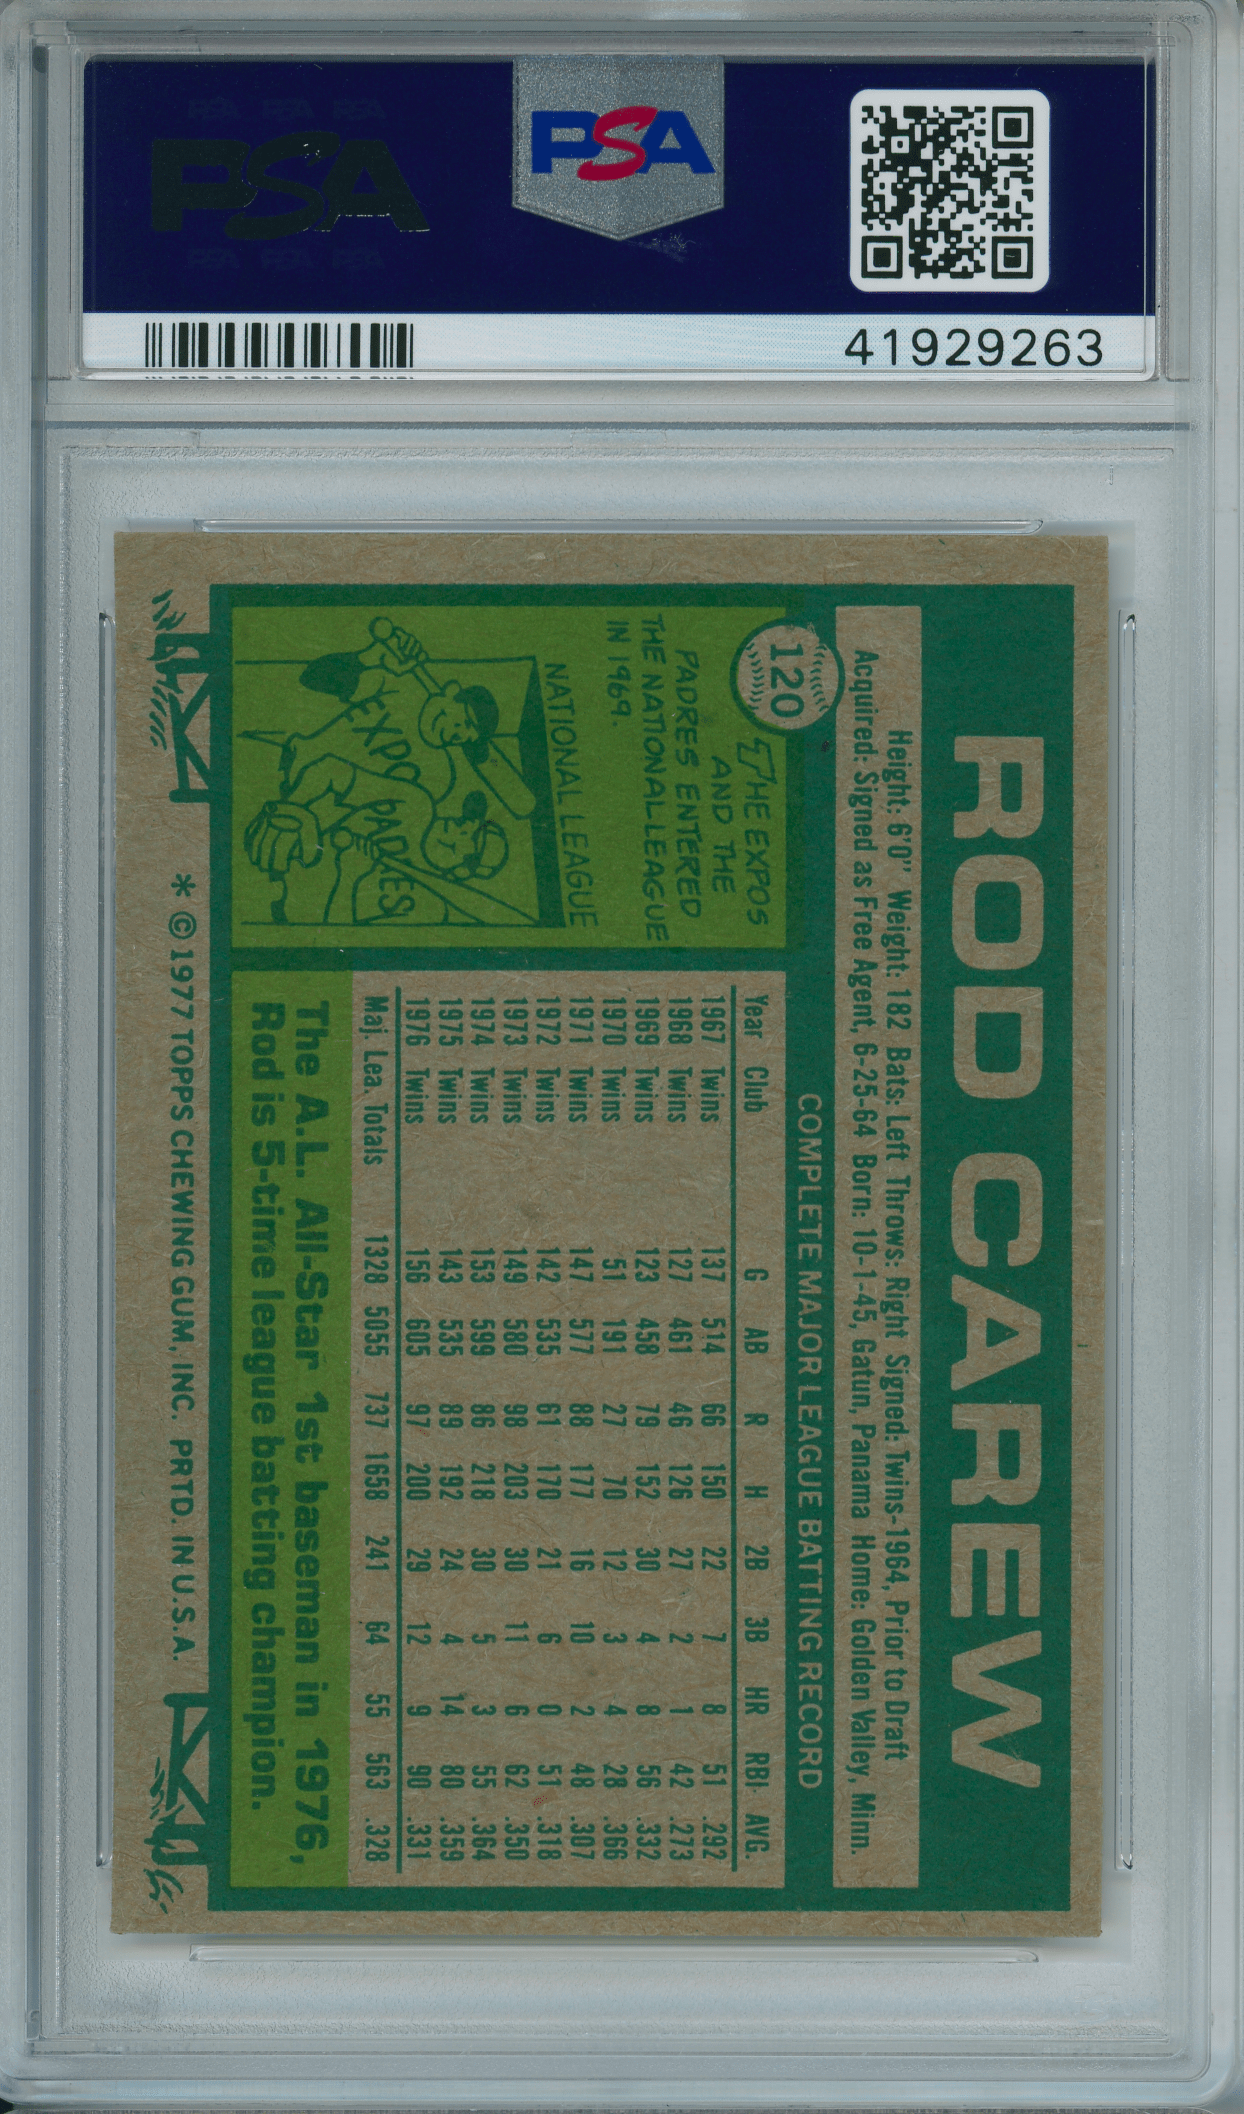 PSA PSA PSA
PSA
PSA PSA PSA
PSA
41929263
ROD CAREW
Height: 6'0" Weight: 182 Bats: Left Throws: Right Signed: Twins-1964, Prior to Draft
Acquired: Signed as Free Agent, 6-25-64 Born: 10-1-45, Gatun, Panama Home: Golden Valley, Minn.
120
COMPLETE MAJOR LEAGUE BATTING RECORD
THE EXPOS
AND THE
PADRES ENTERED
THE NATIONAL LEAGUE
IN 1969.
NATIONAL LEAGUE
EXPO
PADRES
Year Club G AB R H 2B 3B HR RBI AVG.
1967 Twins 137 514 66 150 22 7 8 51 .292
1968 Twins 127 461 46 126 27 2 1 42 .273
1969 Twins 123 458 79 152 30 4 8 56 .332
1970 Twins 51 191 27 70 12 3 4 28 .366
1971 Twins 147 577 88 177 16 10 2 48 .307
1972 Twins 142 535 61 170 21 6 0 51 .318
1973 Twins 149 580 98 203 30 11 6 62 .350
1974 Twins 153 599 86 218 30 5 3 55 .364
1975 Twins 143 535 89 192 24 4 14 80 .359
1976 Twins 156 605 97 200 29 12 9 90 .331
Maj. Lea. Totals 1328 5055 737 1658 241 64 55 563 .328
The A.L. All-Star 1st baseman in 1976,
Rod is 5-time league batting champion.
* © 1977 TOPPS CHEWING GUM, INC. PRTD. IN U.S.A.